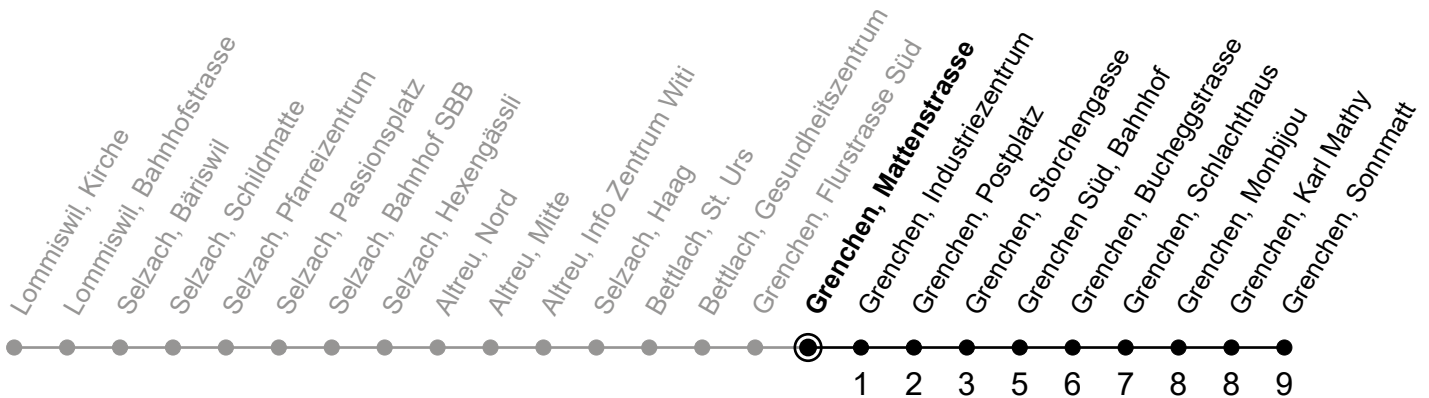 Lommiswil, Kirche
Lommiswil, Bahnhofstrasse
Selzach, Bäriswil
Selzach, Schildmatte
Selzach, Pfarreizentrum
Selzach, Passionsplatz
Selzach, Bahnhof SBB
Selzach, Hexengässli
Altreu, Nord
Altreu, Mitte
Altreu, Info Zentrum Witi
Selzach, Haag
Bettlach, St. Urs
Bettlach, Gesundheitszentrum
Grenchen, Flurstrasse Süd
Grenchen, Mattenstrasse
Grenchen, Industriezentrum
Grenchen, Postplatz
Grenchen, Storchengasse
Grenchen Süd, Bahnhof
Grenchen, Bucheggstrasse
Grenchen, Schlachthaus
Grenchen, Monbijou
Grenchen, Karl Mathy
Grenchen, Sonnmatt
1 2 3 5 6 7 8 8 9